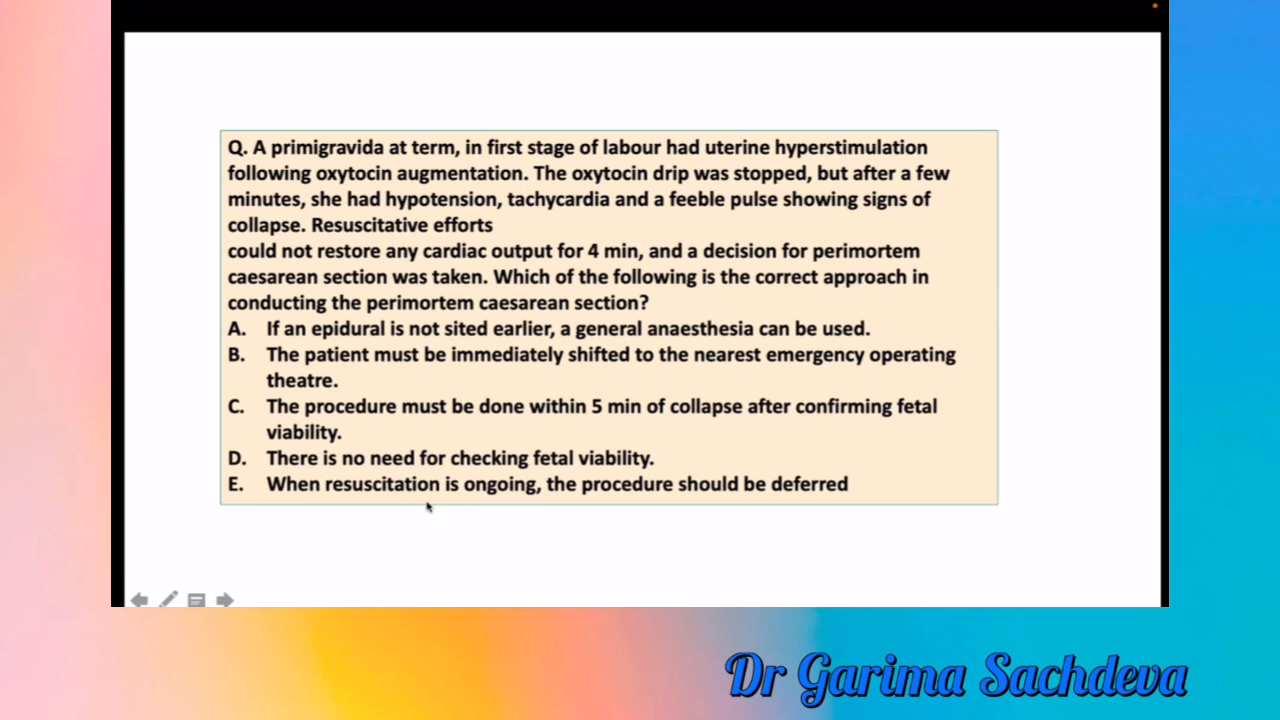 Q. A primigravida at term, in first stage of labour had uterine hyperstimulation
following oxytocin augmentation. The oxytocin drip was stopped, but after a few
minutes, she had hypotension, tachycardia and a feeble pulse showing signs of
collapse. Resuscitative efforts
could not restore any cardiac output for 4 min, and a decision for perimortem
caesarean section was taken. Which of the following is the correct approach in
conducting the perimortem caesarean section?
A. If an epidural is not sited earlier, a general anaesthesia can be used.
B. The patient must be immediately shifted to the nearest emergency operating
theatre.
C. The procedure must be done within 5 min of collapse after confirming fetal
viability.
D. There is no need for checking fetal viability.
E. When resuscitation is ongoing, the procedure should be deferred
Dr Garima Sachdeva